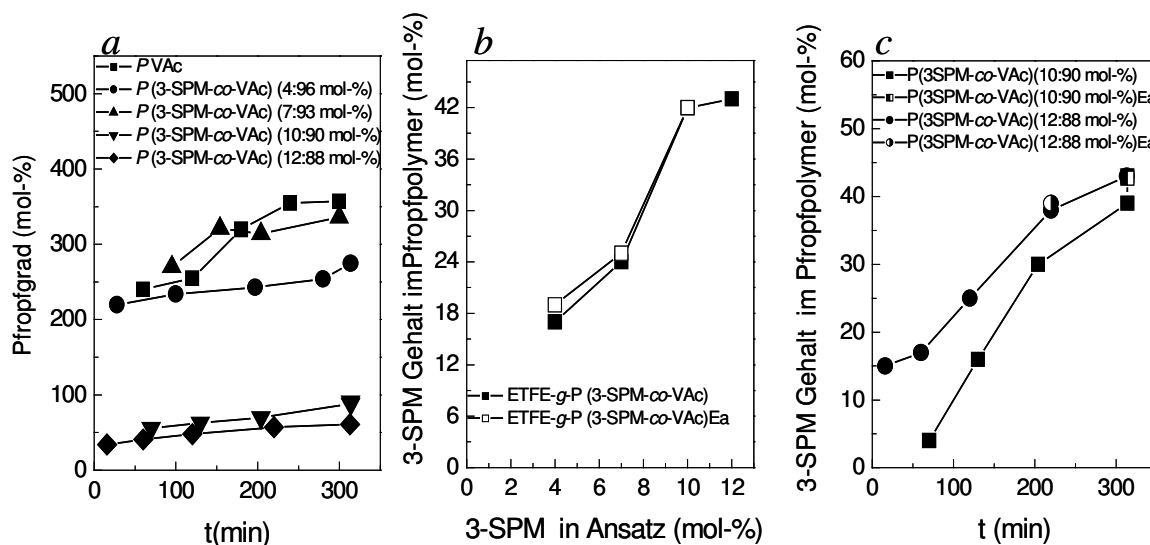 a
PVAc
P (3-SPM-co-VAc) (4:96 mol-%)
P (3-SPM-co-VAc) (7:93 mol-%)
P (3-SPM-co-VAc) (10:90 mol-%)
P (3-SPM-co-VAc) (12:88 mol-%)
Pfropfgrad (mol-%)
500
400
300
200
100
0
0 100 200 300
t(min)
b
3-SPM Gehalt imPfropfpolymer (mol-%)
42
36
30
24
18
12
6
0
ETFE-g-P (3-SPM-co-VAc)
ETFE-g-P (3-SPM-co-VAc)Ea
0 2 4 6 8 10 12
3-SPM in Ansatz (mol-%)
c
P(3SPM-co-VAc)(10:90 mol-%)
P(3SPM-co-VAc)(10:90 mol-%)Ea
P(3SPM-co-VAc)(12:88 mol-%)
P(3SPM-co-VAc)(12:88 mol-%)Ea
3-SPM Gehalt im Pfropfpolymer (mol-%)
60
50
40
30
20
10
0
0 100 200 300
t (min)